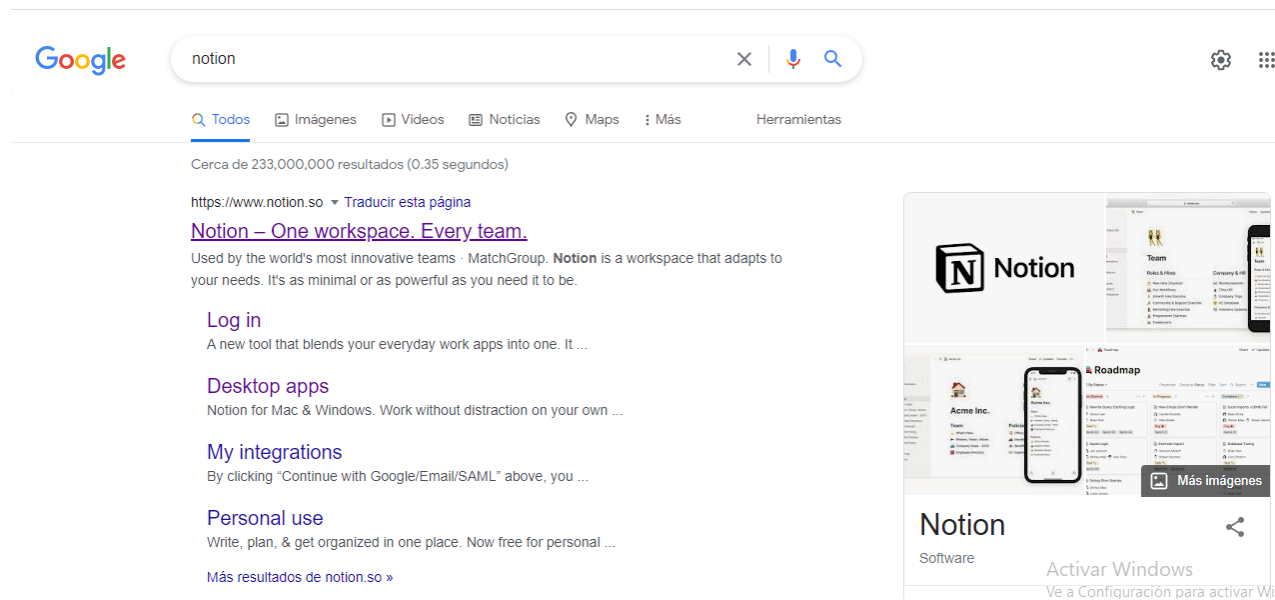 Google
notion
Todos
Imágenes
Videos
Noticias
Maps
Más
Herramientas
Cerca de 233,000,000 resultados (0.35 segundos)
https://www.notion.so
Traducir esta página
Notion – One workspace. Every team.
Used by the world's most innovative teams · MatchGroup. Notion is a workspace that adapts to
your needs. It's as minimal or as powerful as you need it to be.
Log in
A new tool that blends your everyday work apps into one. It ...
Desktop apps
Notion for Mac & Windows. Work without distraction on your own ...
My integrations
By clicking “Continue with Google/Email/SAML” above, you ...
Personal use
Write, plan, & get organized in one place. Now free for personal ...
Más resultados de notion.so »
Notion
Team
Roles & Hires
Company & HR
Team
Acme Inc.
Team
Roadmap
Más imágenes
Notion
Software
Activar Windows
Ve a Configuración para activar Wi